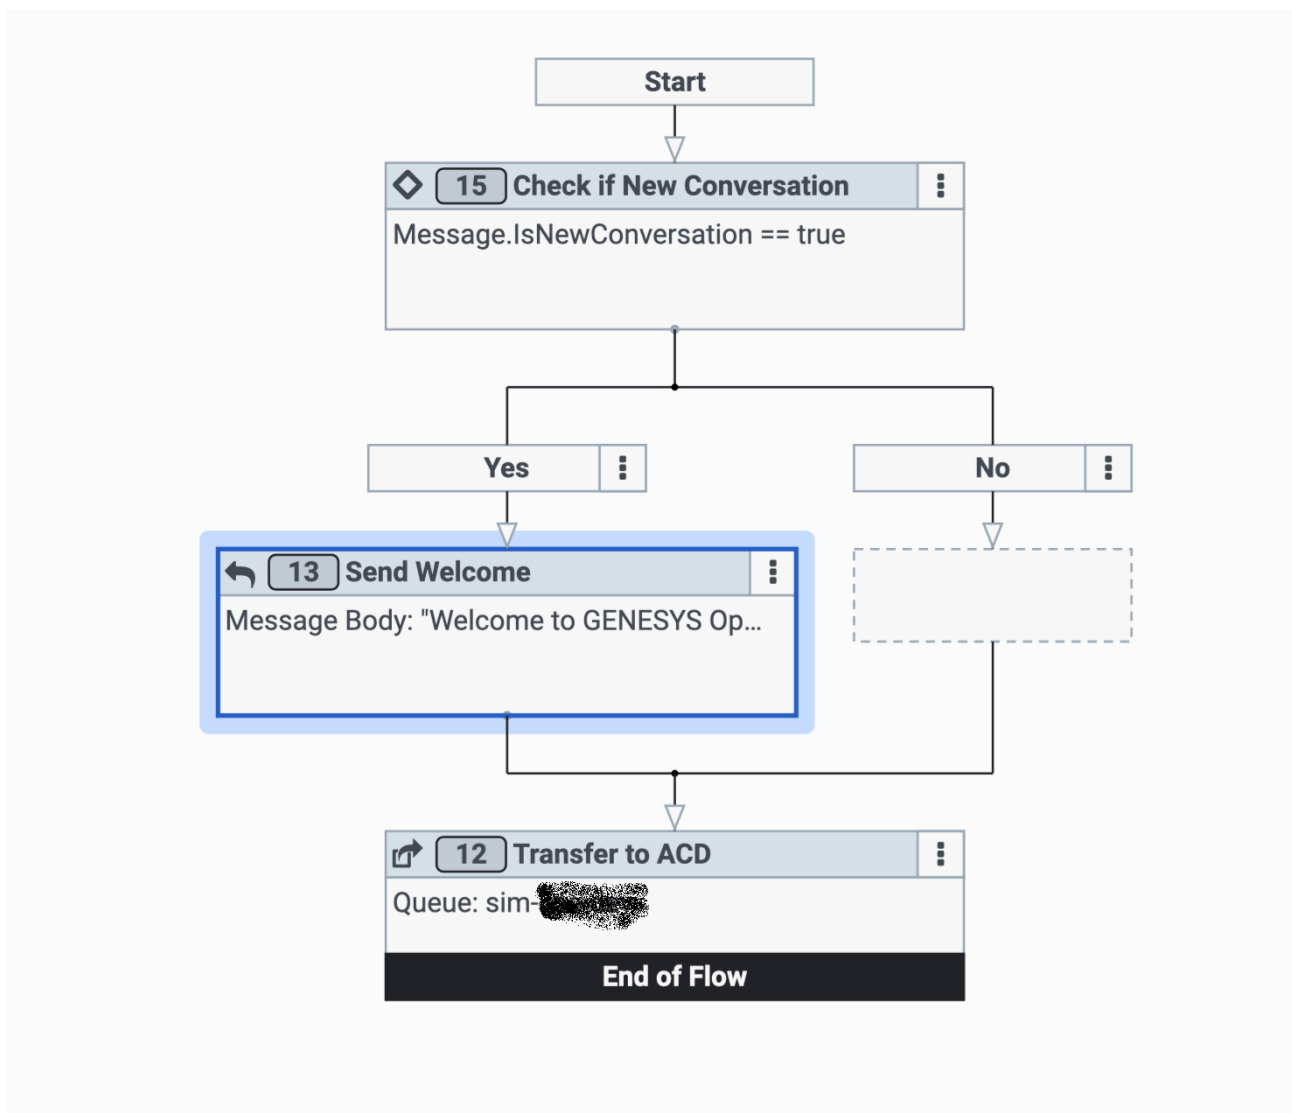 Start
15 Check if New Conversation
Message.IsNewConversation == true
Yes
No
13 Send Welcome
Message Body: "Welcome to GENESYS Op...
12 Transfer to ACD
Queue: sim-
End of Flow